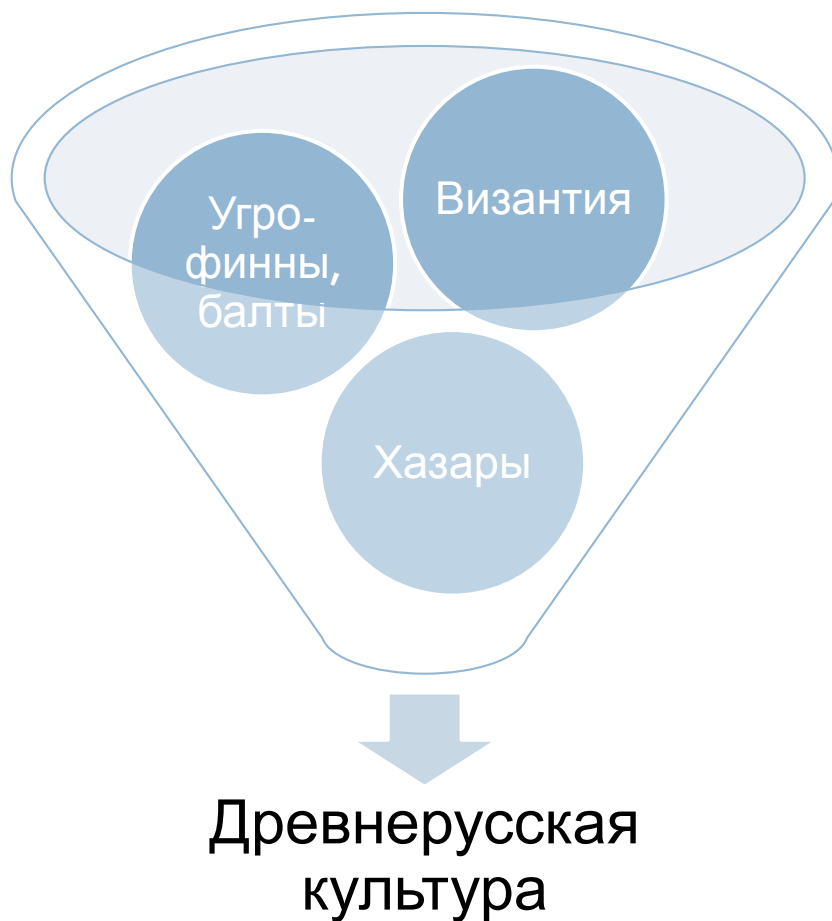 Угро-
финны,
балты
Византия
Хазары
Древнерусская
культура